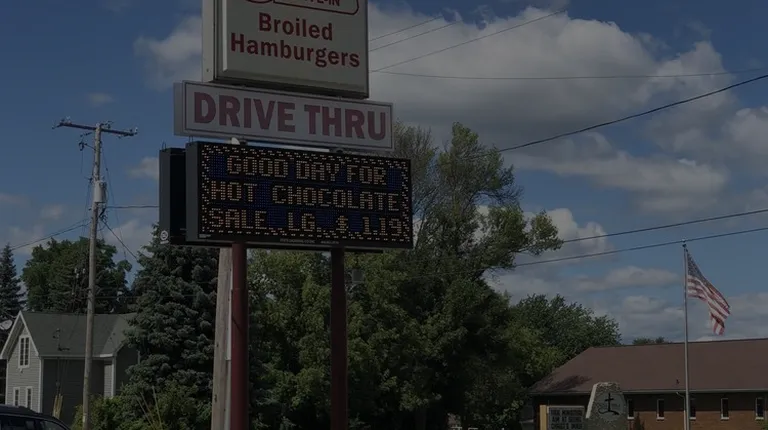 Broiled
Hamburgers
DRIVE THRU
GOOD DAY FOR
HOT CHOCOLATE
SALE LG. $ 1.19